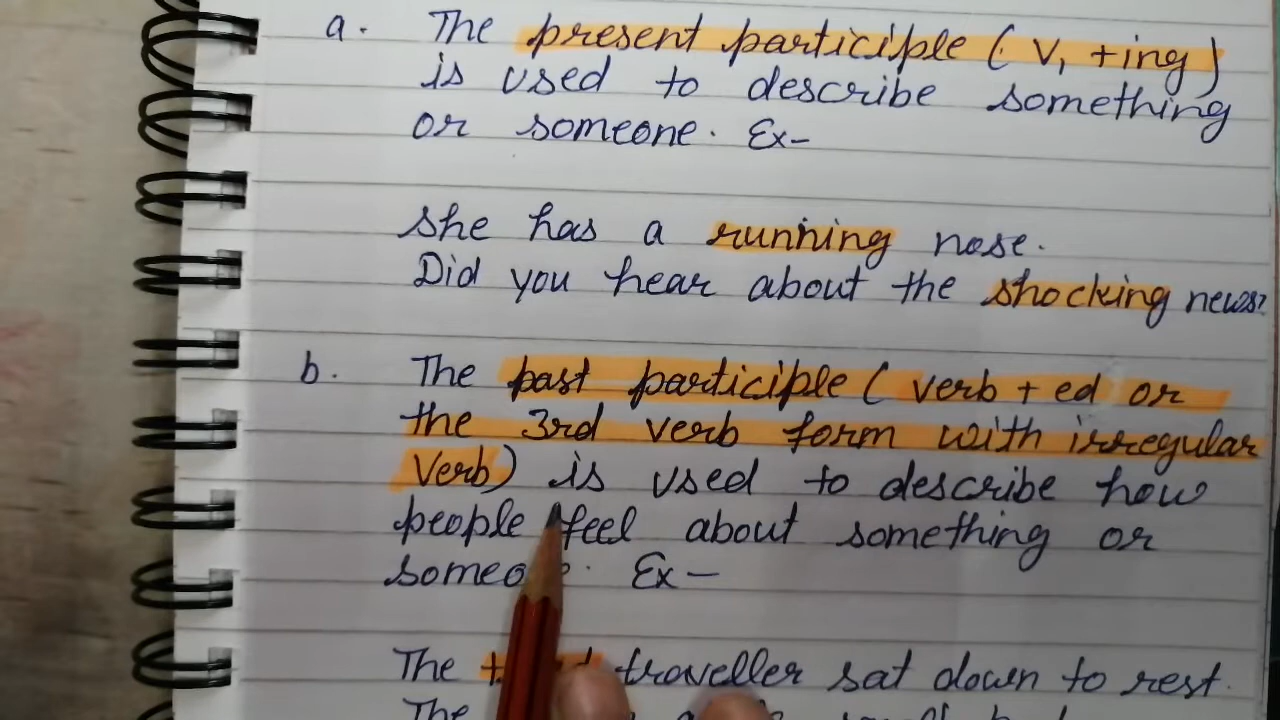 a. The present participle ( V, +ing)
is used to describe something
or someone. Ex-
She has a running nose.
Did you hear about the shocking news?
b. The past participle ( verb + ed or
the 3rd verb form with irregular
verb) is used to describe how
people feel about something or
Ex-
The traveller sat down to rest.
The